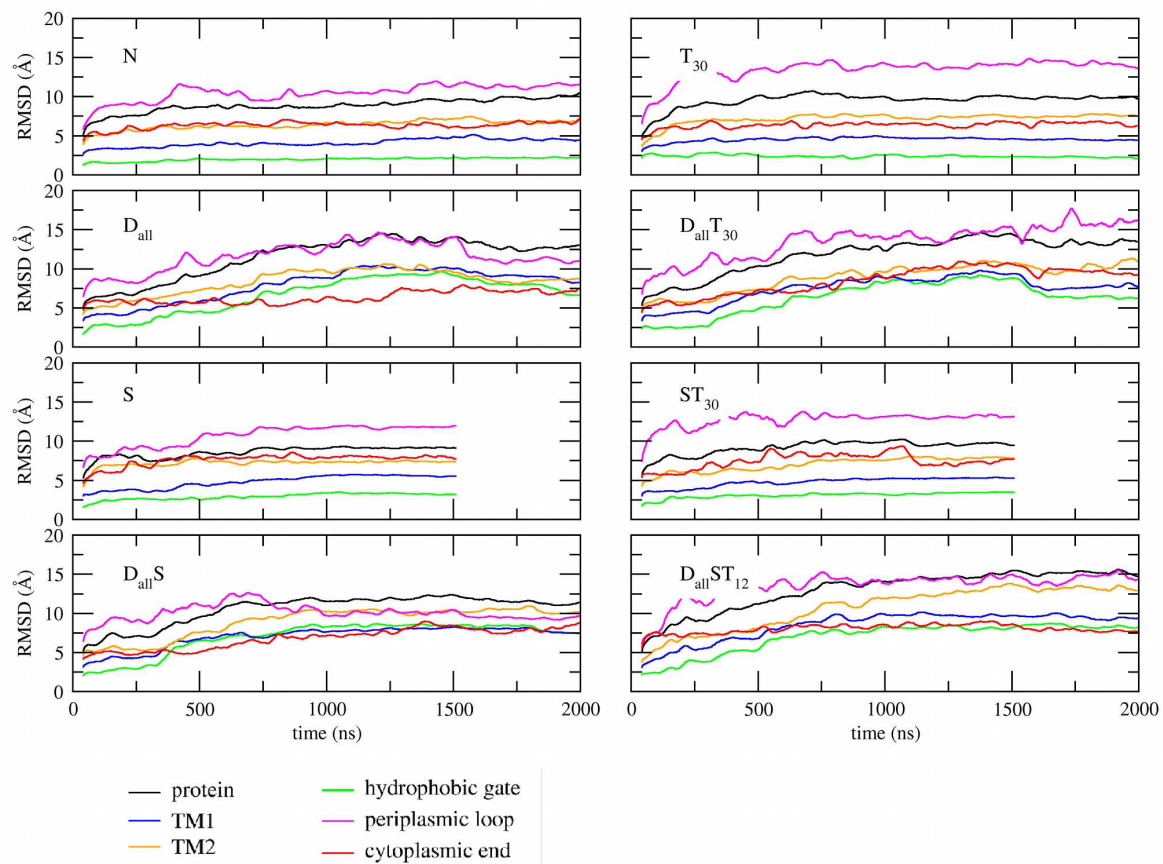 20
15
10
5
0
RMSD (Å)
N
T30
20
15
10
5
0
RMSD (Å)
Dall
DallT30
20
15
10
5
0
RMSD (Å)
S
ST30
20
15
10
5
0
RMSD (Å)
DallS
DallST12
0 500 1000 1500 2000
0 500 1000 1500 2000
time (ns)
time (ns)
protein
TM1
TM2
hydrophobic gate
periplasmic loop
cytoplasmic end